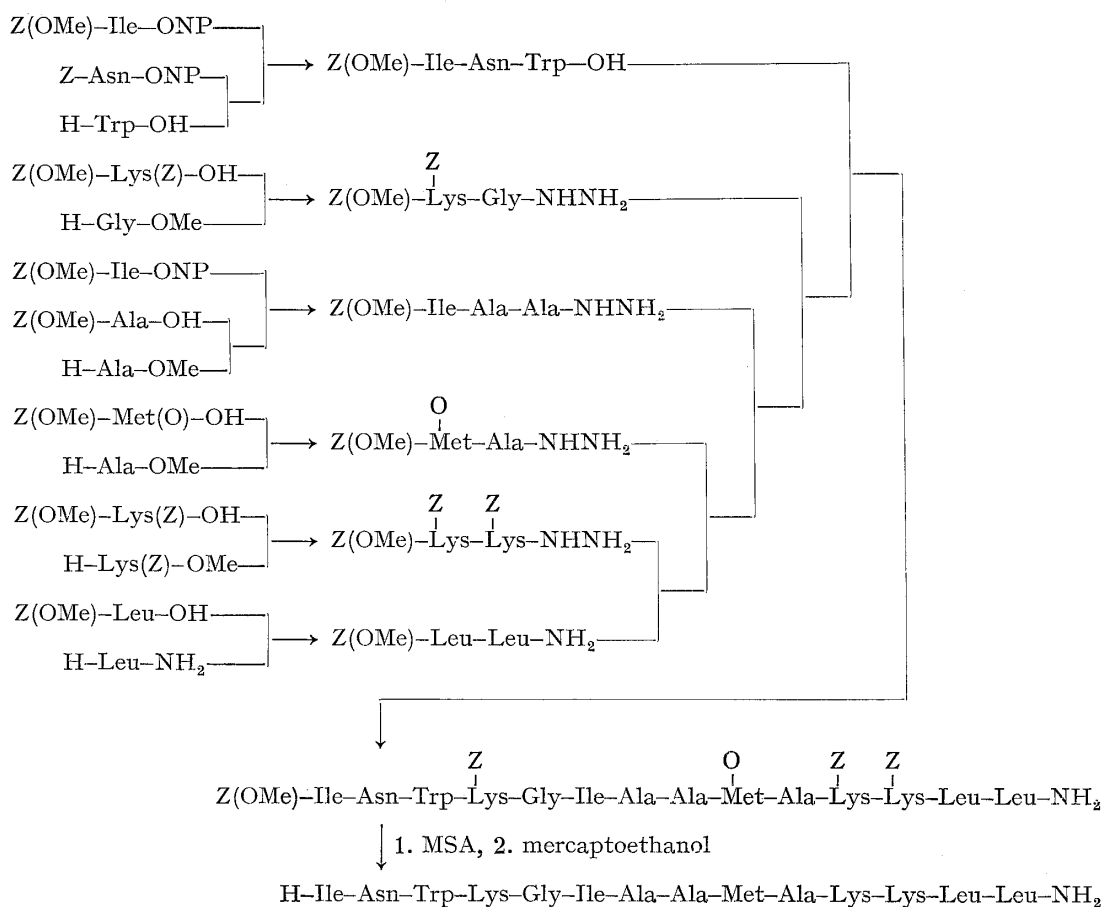 Z(OMe)–Ile–ONP
Z(OMe)–Ile–Asn–Trp–OH
Z–Asn–ONP
H–Trp–OH
Z(OMe)–Lys(Z)–OH
Z
Z(OMe)–Lys–Gly–NHNH₂
H–Gly–OMe
Z(OMe)–Ile–ONP
Z(OMe)–Ile–Ala–Ala–NHNH₂
Z(OMe)–Ala–OH
H–Ala–OMe
Z(OMe)–Met(O)–OH
O
Z(OMe)–Met–Ala–NHNH₂
H–Ala–OMe
Z(OMe)–Lys(Z)–OH
Z Z
Z(OMe)–Lys–Lys–NHNH₂
H–Lys(Z)–OMe
Z(OMe)–Leu–OH
Z(OMe)–Leu–Leu–NH₂
H–Leu–NH₂
Z O Z Z
Z(OMe)–Ile–Asn–Trp–Lys–Gly–Ile–Ala–Ala–Met–Ala–Lys–Lys–Leu–Leu–NH₂
1. MSA, 2. mercaptoethanol
H–Ile–Asn–Trp–Lys–Gly–Ile–Ala–Ala–Met–Ala–Lys–Lys–Leu–Leu–NH₂